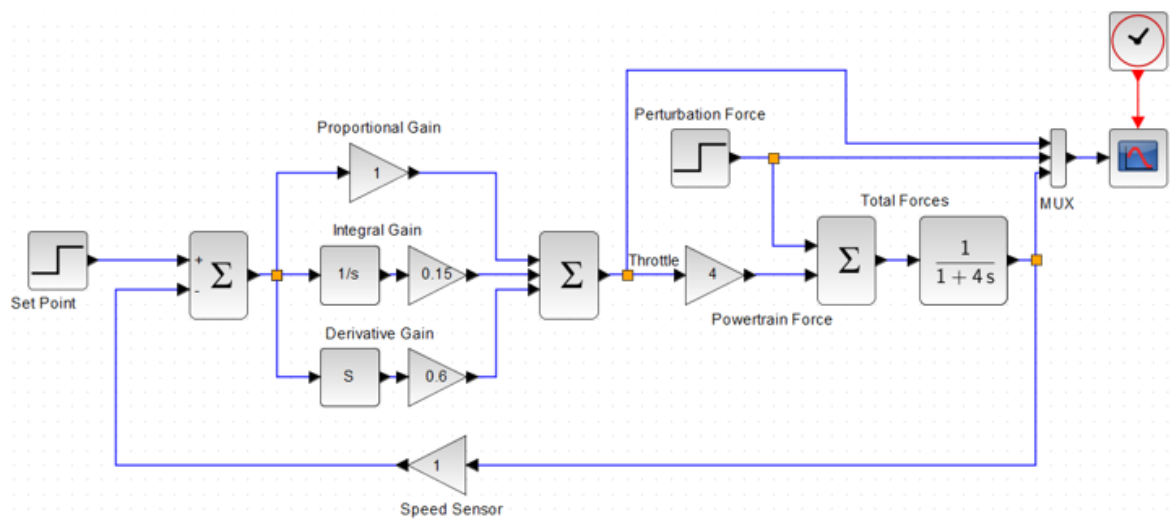 Proportional Gain
1
Perturbation Force
Integral Gain
1/s
0.15
Set Point
+
-
Σ
Σ
Throttle
4
Powertrain Force
Total Forces
Σ
1
1 + 4 s
MUX
Derivative Gain
S
0.6
1
Speed Sensor